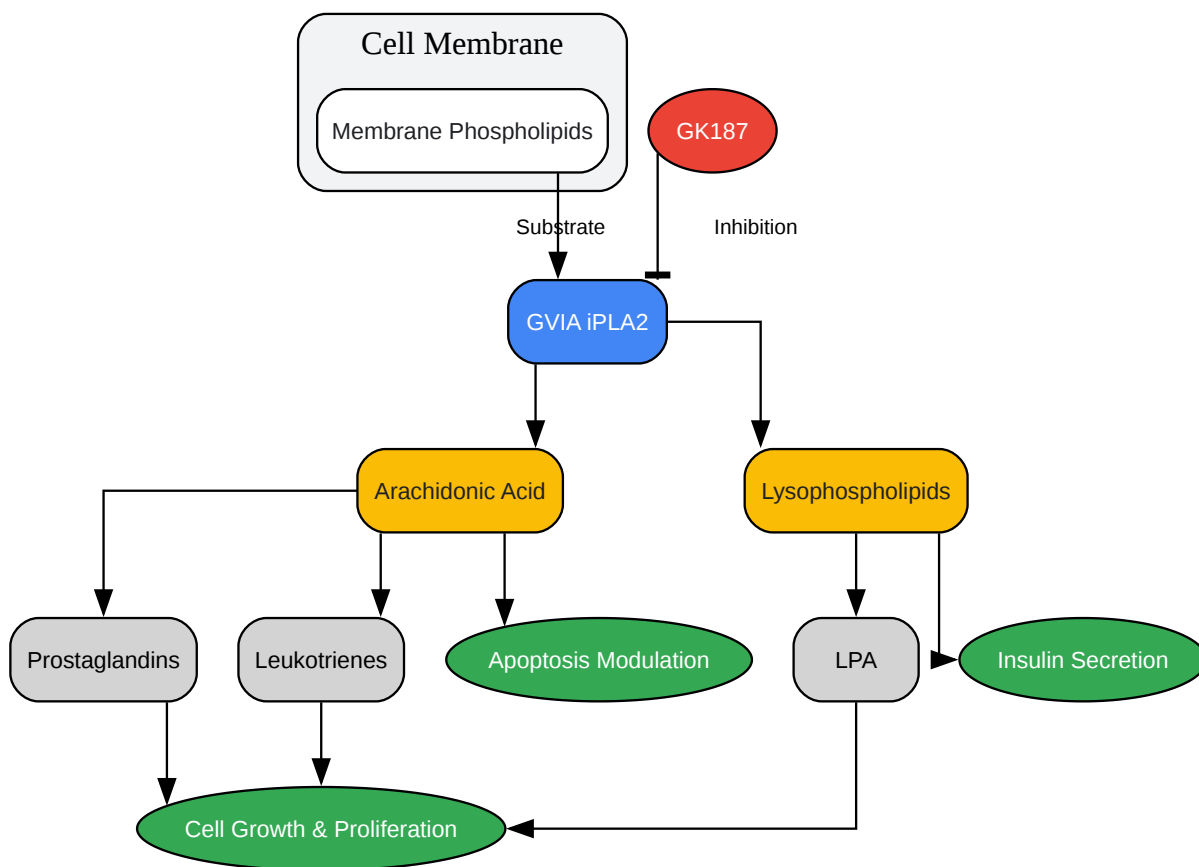 Cell Membrane
Membrane Phospholipids
GK187
Substrate
Inhibition
GVIA iPLA2
Arachidonic Acid
Lysophospholipids
Prostaglandins
Leukotrienes
Apoptosis Modulation
LPA
Insulin Secretion
Cell Growth & Proliferation